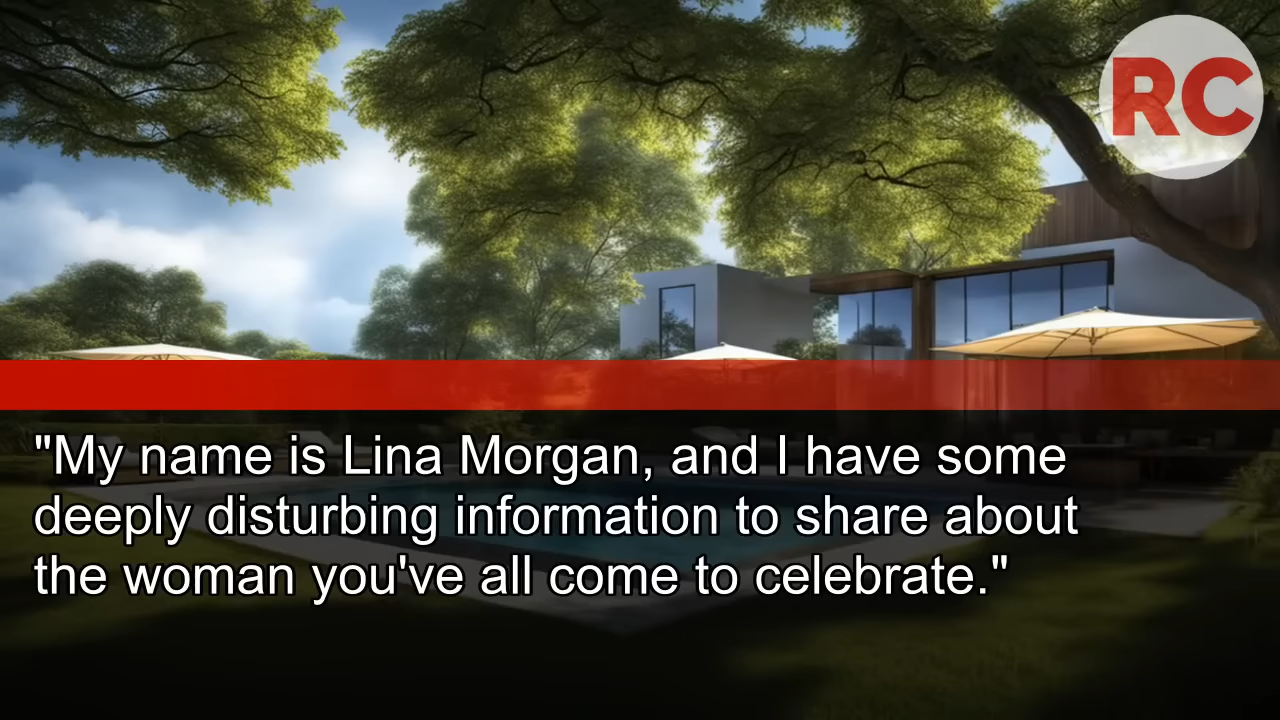 RC
"My name is Lina Morgan, and I have some
deeply disturbing information to share about
the woman you've all come to celebrate."